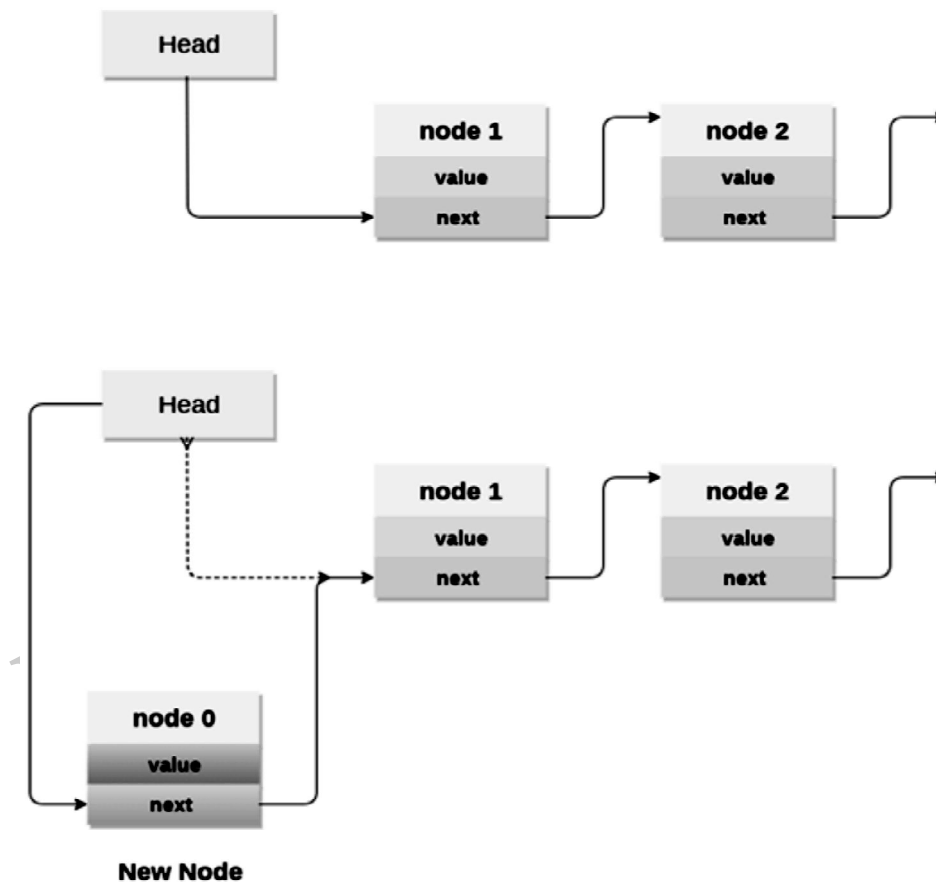 Head
node 1
value
next
node 2
value
next
Head
node 1
value
next
node 2
value
next
node 0
value
next
New Node